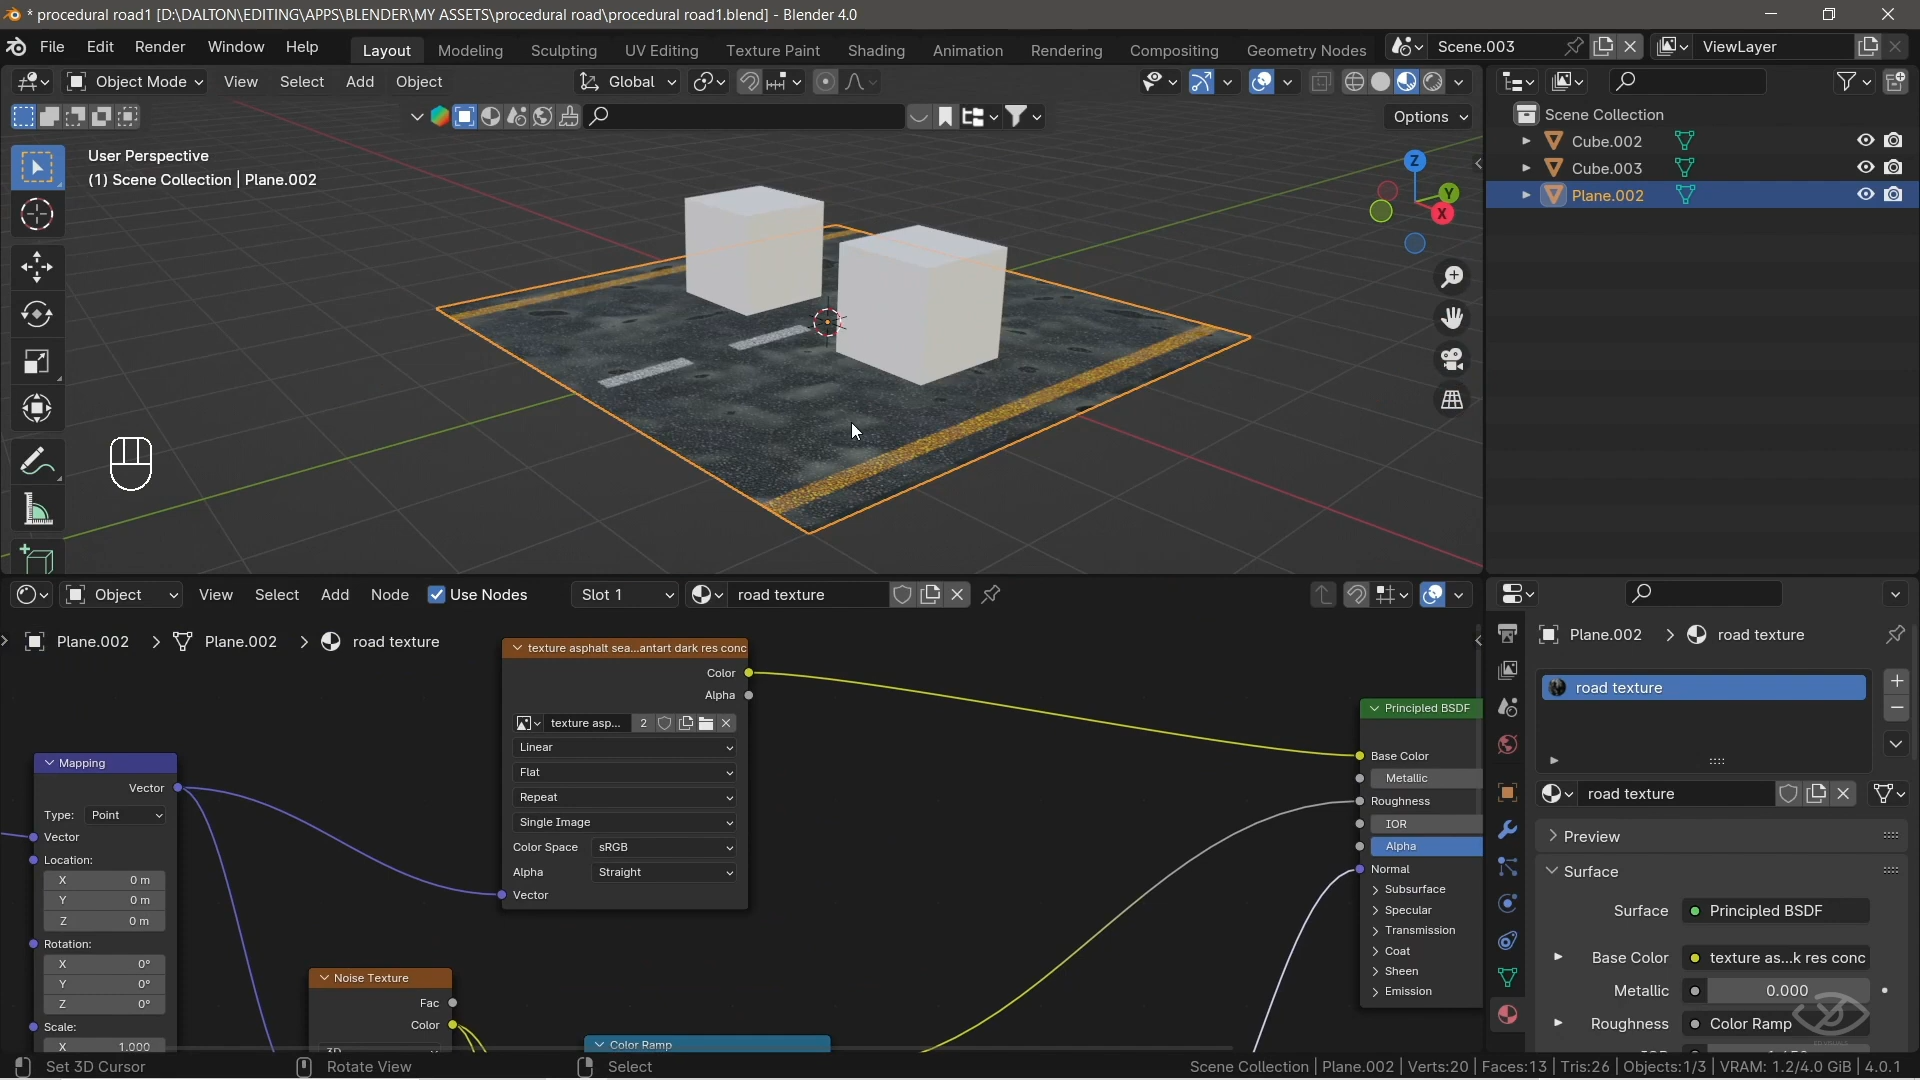 * procedural road1 [D:\DALTON\EDITING\APPS\BLENDER\MY ASSETS\procedural road\procedural road1.blend] - Blender 4.0
File Edit Render Window Help Layout Modeling Sculpting UV Editing Texture Paint Shading Animation Rendering Compositing Geometry Nodes Scene.003 ViewLayer
Object Mode View Select Add Object Global
Options
User Perspective
(1) Scene Collection | Plane.002
Z
Y
X
Scene Collection
Cube.002
Cube.003
Plane.002
Object View Select Add Node Use Nodes Slot 1 road texture
Plane.002 > Plane.002 > road texture
texture asphalt sea...antart dark res conc
Color
Alpha
texture asp... 2
Linear
Flat
Repeat
Single Image
Color Space sRGB
Alpha Straight
Vector
Mapping
Vector
Type: Point
Vector
Location:
X 0 m
Y 0 m
Z 0 m
Rotation:
X 0°
Y 0°
Z 0°
Scale:
X 1.000
Noise Texture
Fac
Color
3D
Color Ramp
Principled BSDF
Base Color
Metallic
Roughness
IOR
Alpha
Normal
Subsurface
Specular
Transmission
Coat
Sheen
Emission
Plane.002 > road texture
road texture
road texture
Preview
Surface
Surface Principled BSDF
Base Color texture as...k res conc
Metallic 0.000
Roughness Color Ramp
Set 3D Cursor Rotate View Select Scene Collection | Plane.002 | Verts:20 | Faces:13 | Tris:26 | Objects:1/3 | VRAM: 1.2/4.0 GiB | 4.0.1